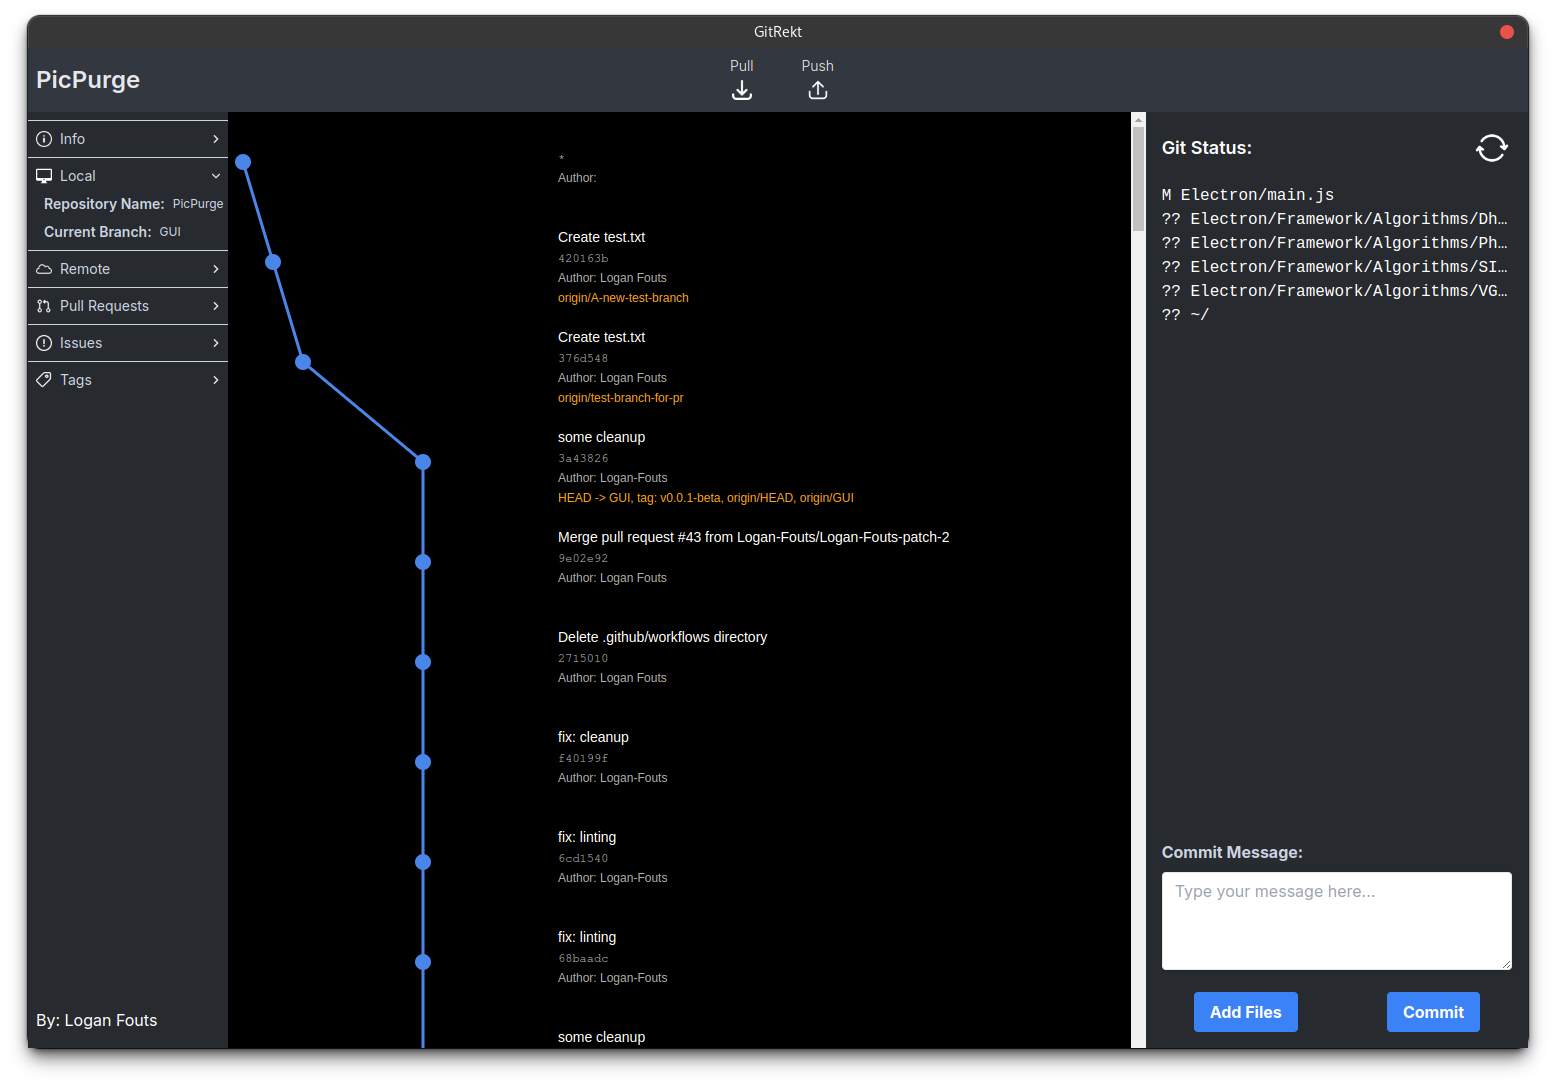 GitRekt
PicPurge
Pull
Push
Info
Local
Repository Name: PicPurge
Current Branch: GUI
Remote
Pull Requests
Issues
Tags
By: Logan Fouts
*
Author:
Create test.txt
420163b
Author: Logan Fouts
origin/A-new-test-branch
Create test.txt
376d548
Author: Logan Fouts
origin/test-branch-for-pr
some cleanup
3a43826
Author: Logan-Fouts
HEAD -> GUI, tag: v0.0.1-beta, origin/HEAD, origin/GUI
Merge pull request #43 from Logan-Fouts/Logan-Fouts-patch-2
9e02e92
Author: Logan Fouts
Delete .github/workflows directory
2715010
Author: Logan Fouts
fix: cleanup
f40199f
Author: Logan-Fouts
fix: linting
6cd1540
Author: Logan-Fouts
fix: linting
68baadc
Author: Logan-Fouts
some cleanup
Git Status:
M Electron/main.js
?? Electron/Framework/Algorithms/Dh…
?? Electron/Framework/Algorithms/Ph…
?? Electron/Framework/Algorithms/SI…
?? Electron/Framework/Algorithms/VG…
?? ~/
Commit Message:
Type your message here...
Add Files
Commit